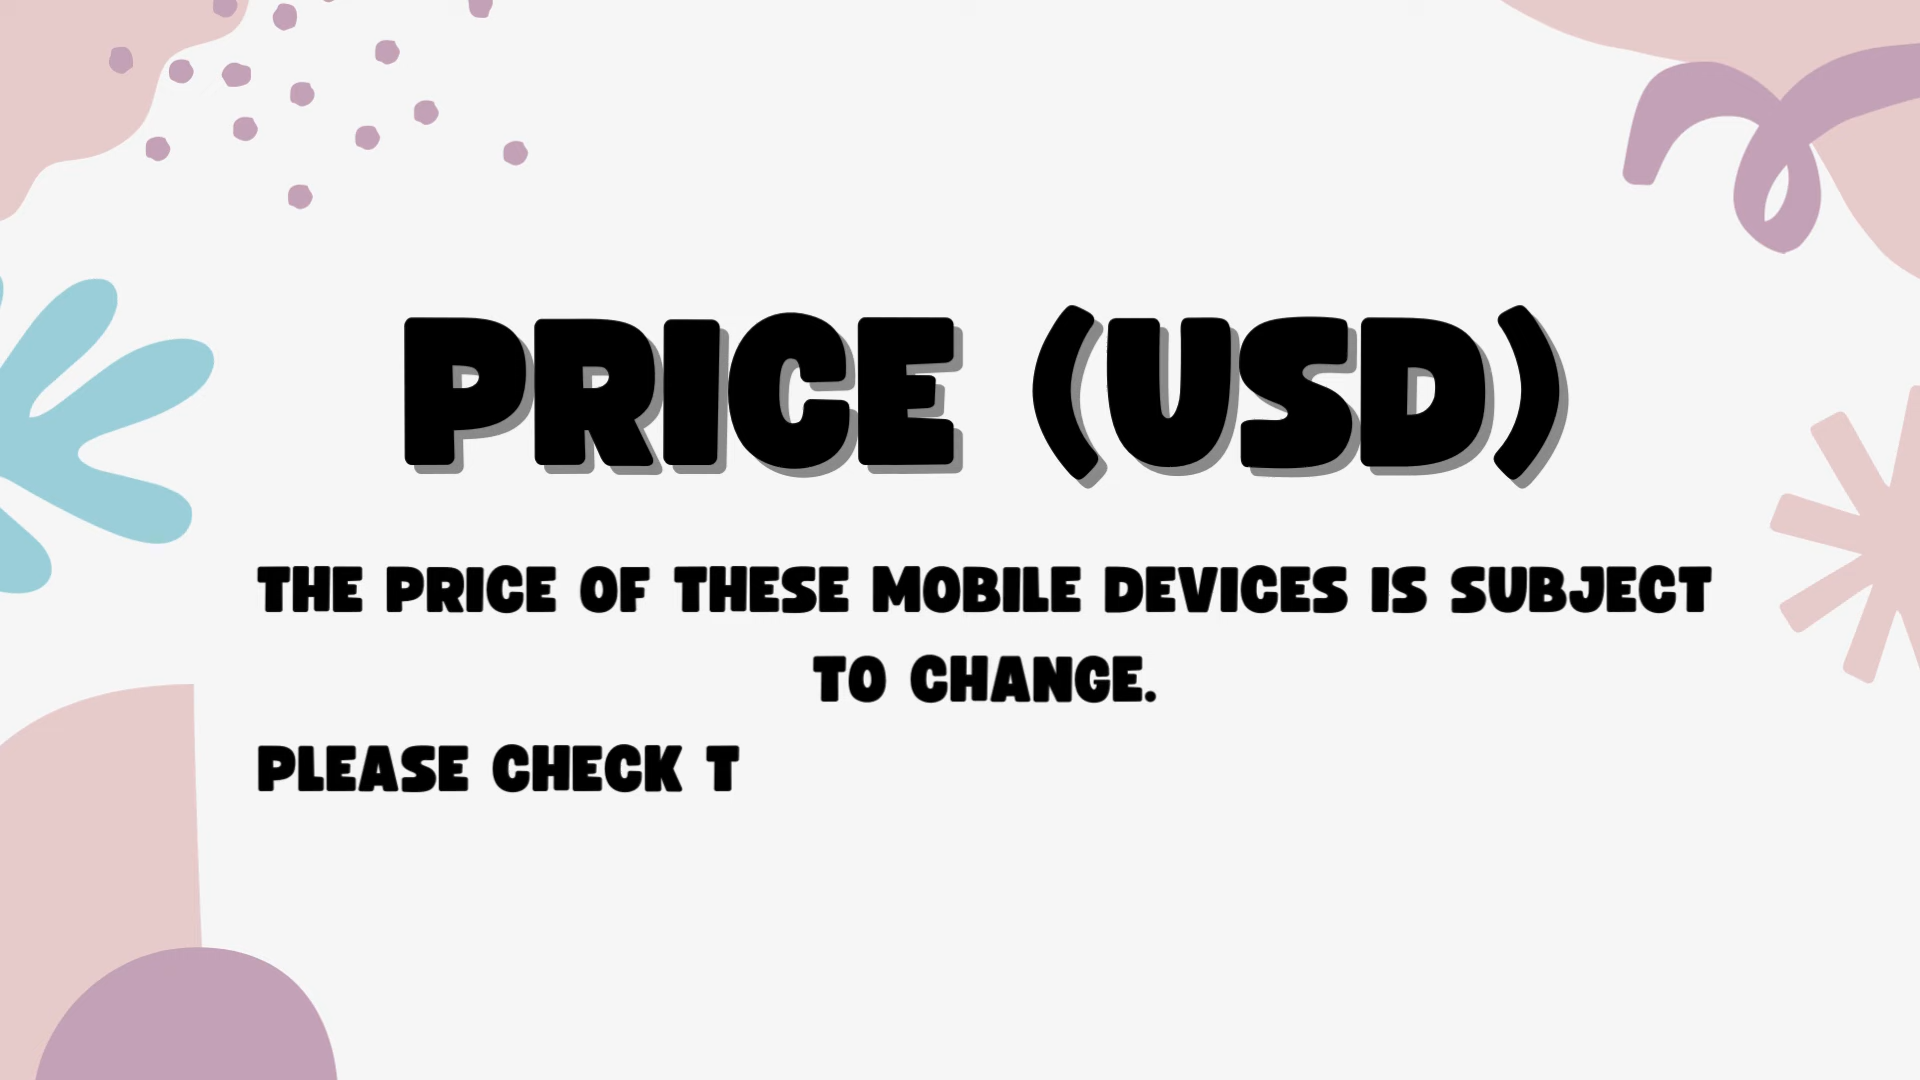 PRICE (USD)
THE PRICE OF THESE MOBILE DEVICES IS SUBJECT
TO CHANGE.
PLEASE CHECK T